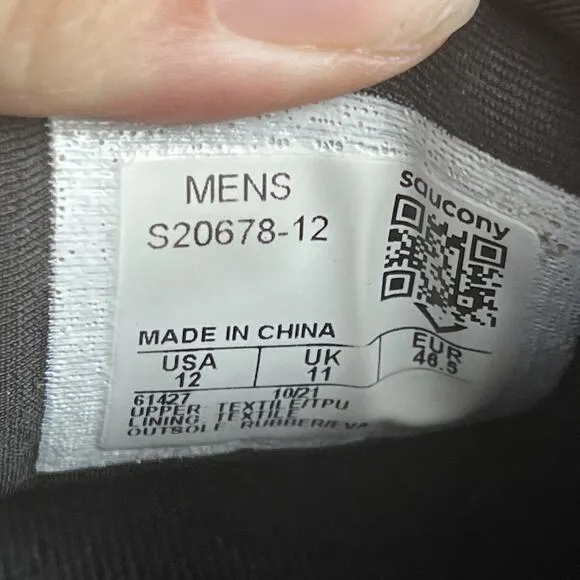 MENS
S20678-12
saucony
MADE IN CHINA
USA UK EUR
12 11 46.5
61427 10/21
UPPER TEXTILE/TPU
LINING TEXTILE
OUTSOLE RUBBER/EVA